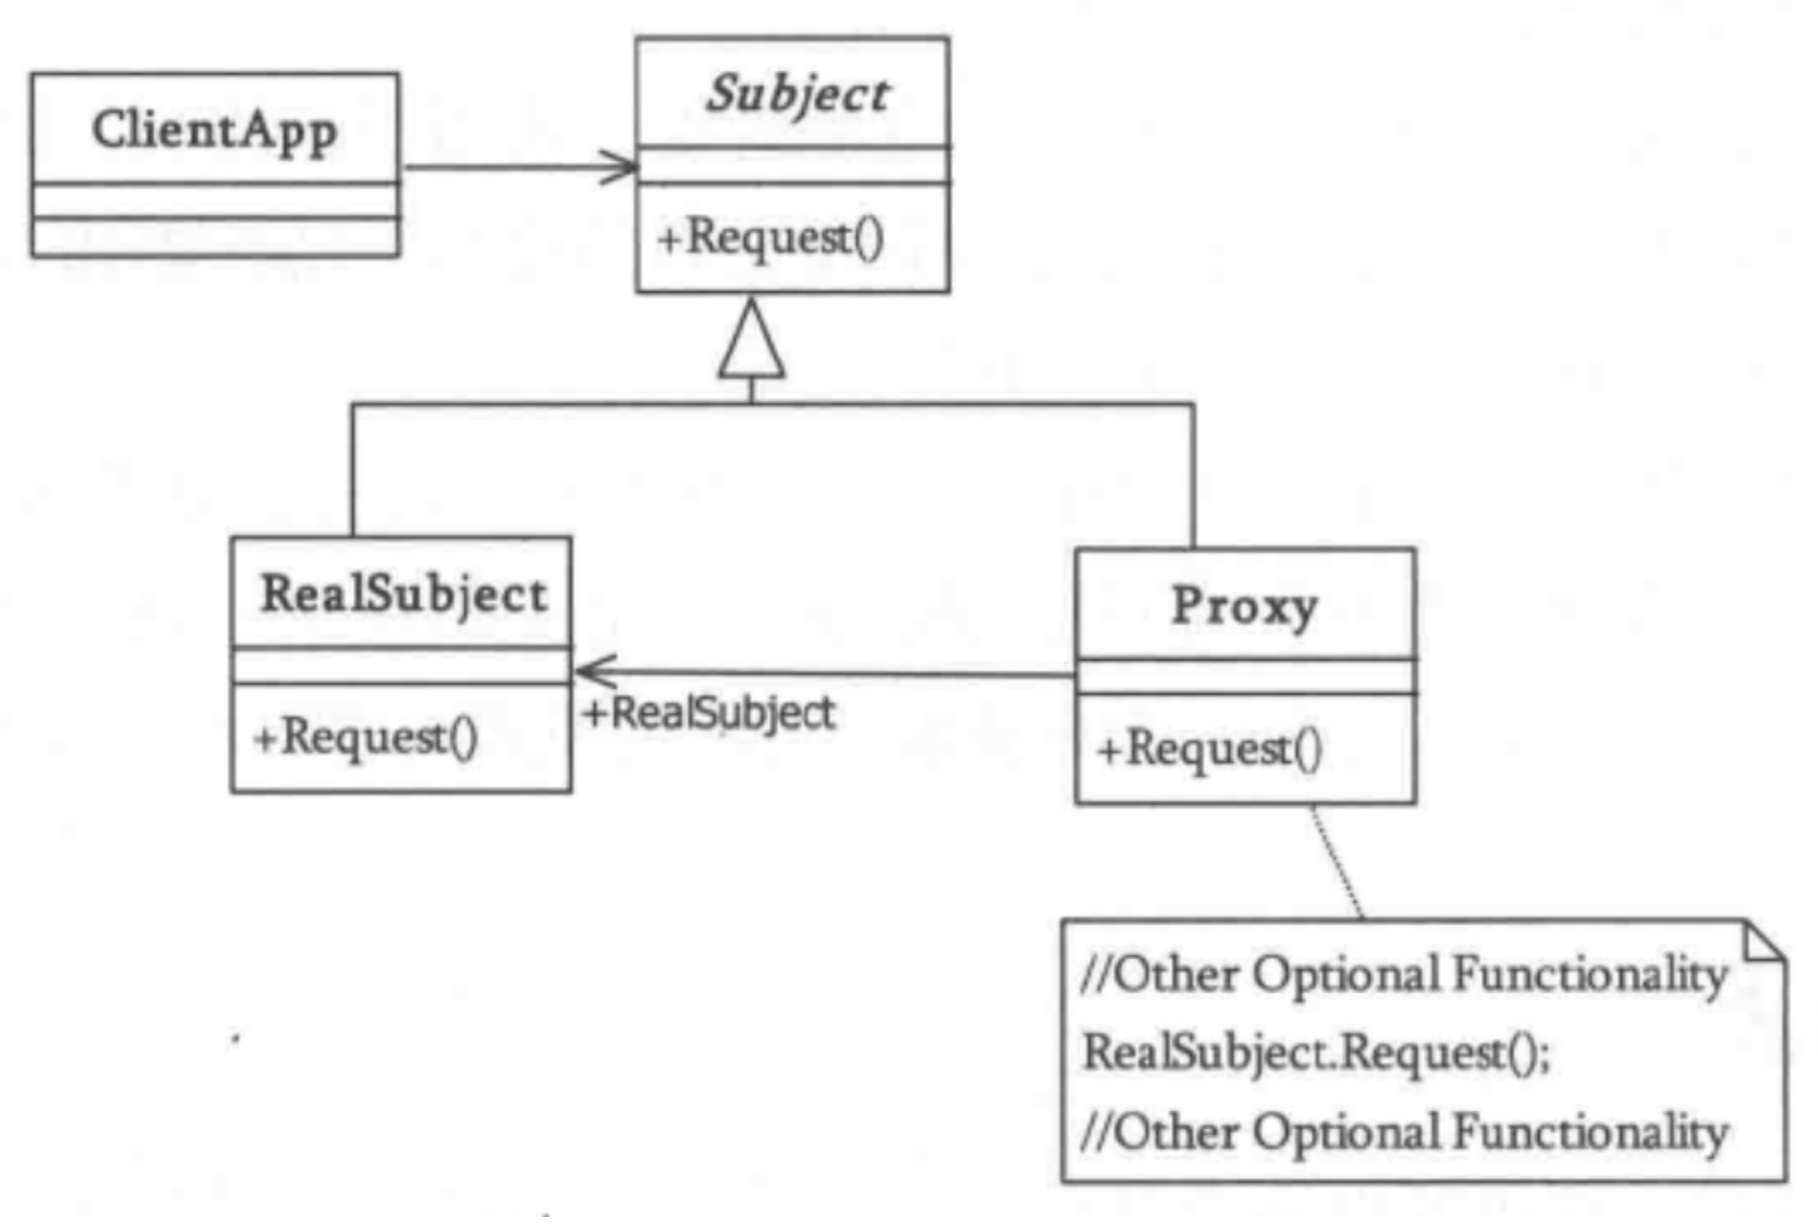 ClientApp
Subject
+Request()
RealSubject
+Request()
+RealSubject
Proxy
+Request()
//Other Optional Functionality
RealSubject.Request();
//Other Optional Functionality